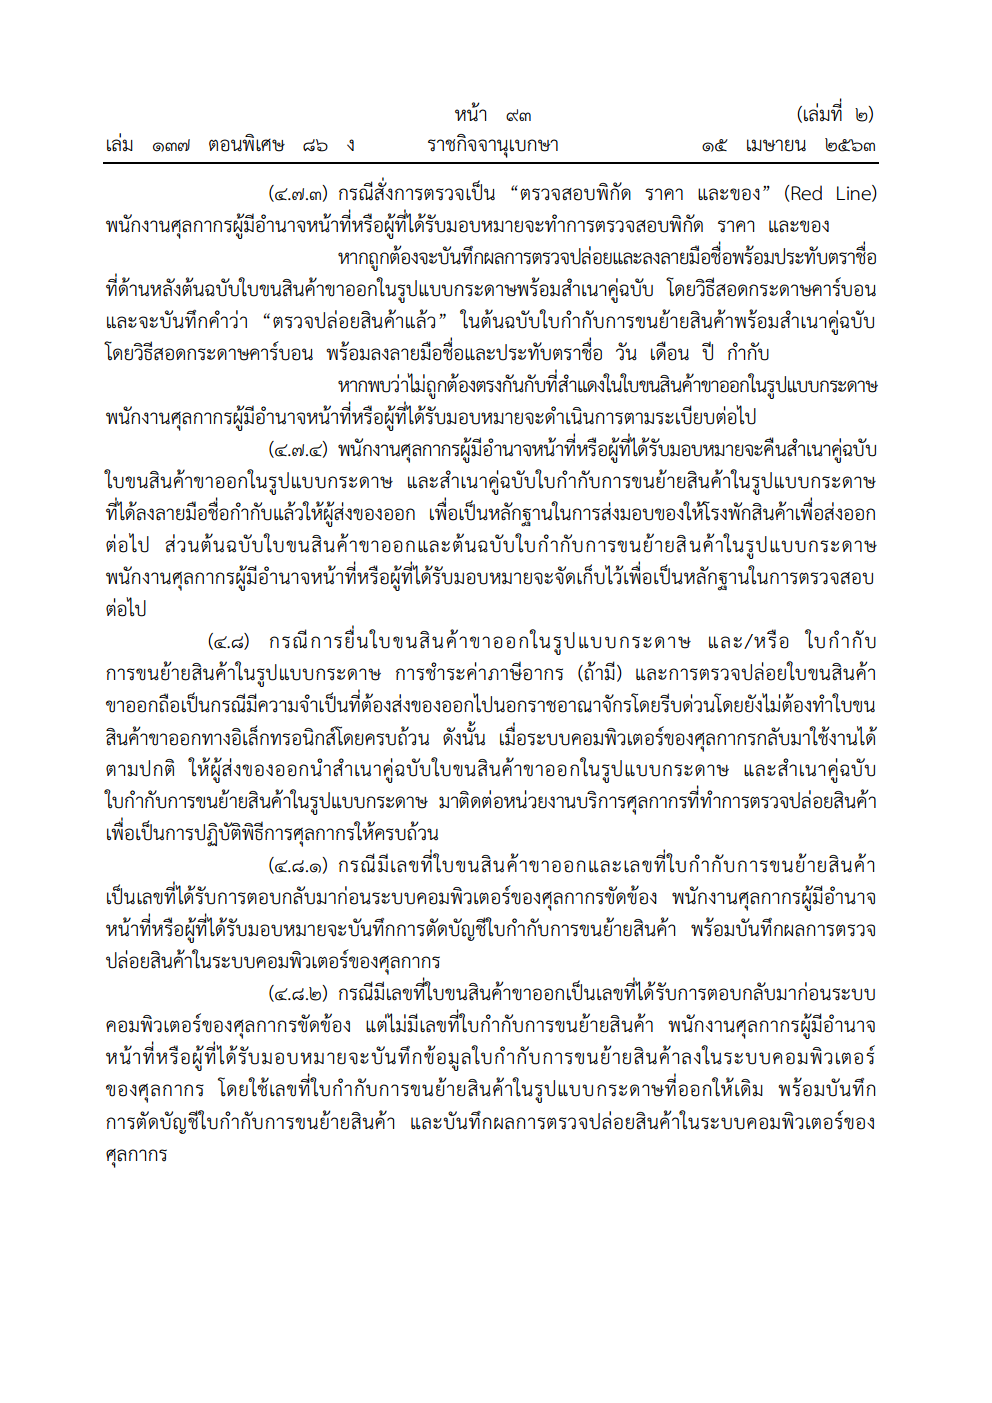 หน้า ๙๓ (เล่มที่ ๒)
เล่ม ๑๓๗ ตอนพิเศษ ๘๖ ง ราชกิจจานุเบกษา ๑๕ เมษายน ๒๕๖๓
(๔.๗.๓) กรณีสั่งการตรวจเป็น “ตรวจสอบพิกัด ราคา และของ” (Red Line)
พนักงานศุลกากรผู้มีอำนาจหน้าที่หรือผู้ที่ได้รับมอบหมายจะทำการตรวจสอบพิกัด ราคา และของ
หากถูกต้องจะบันทึกผลการตรวจปล่อยและลงลายมือชื่อพร้อมประทับตราชื่อ
ที่ด้านหลังต้นฉบับใบขนสินค้าขาออกในรูปแบบกระดาษพร้อมสำเนาคู่ฉบับ โดยวิธีสอดกระดาษคาร์บอน
และจะบันทึกคำว่า “ตรวจปล่อยสินค้าแล้ว” ในต้นฉบับใบกำกับการขนย้ายสินค้าพร้อมสำเนาคู่ฉบับ
โดยวิธีสอดกระดาษคาร์บอน พร้อมลงลายมือชื่อและประทับตราชื่อ วัน เดือน ปี กำกับ
หากพบว่าไม่ถูกต้องตรงกันกับที่สำแดงในใบขนสินค้าขาออกในรูปแบบกระดาษ
พนักงานศุลกากรผู้มีอำนาจหน้าที่หรือผู้ที่ได้รับมอบหมายจะดำเนินการตามระเบียบต่อไป
(๔.๗.๔) พนักงานศุลกากรผู้มีอำนาจหน้าที่หรือผู้ที่ได้รับมอบหมายจะคืนสำเนาคู่ฉบับ
ใบขนสินค้าขาออกในรูปแบบกระดาษ และสำเนาคู่ฉบับใบกำกับการขนย้ายสินค้าในรูปแบบกระดาษ
ที่ได้ลงลายมือชื่อกำกับแล้วให้ผู้ส่งของออก เพื่อเป็นหลักฐานในการส่งมอบของให้โรงพักสินค้าเพื่อส่งออก
ต่อไป ส่วนต้นฉบับใบขนสินค้าขาออกและต้นฉบับใบกำกับการขนย้ายสินค้าในรูปแบบกระดาษ
พนักงานศุลกากรผู้มีอำนาจหน้าที่หรือผู้ที่ได้รับมอบหมายจะจัดเก็บไว้เพื่อเป็นหลักฐานในการตรวจสอบ
ต่อไป
(๔.๘) กรณีการยื่นใบขนสินค้าขาออกในรูปแบบกระดาษ และ/หรือ ใบกำกับ
การขนย้ายสินค้าในรูปแบบกระดาษ การชำระค่าภาษีอากร (ถ้ามี) และการตรวจปล่อยใบขนสินค้า
ขาออกถือเป็นกรณีมีความจำเป็นที่ต้องส่งของออกไปนอกราชอาณาจักรโดยรีบด่วนโดยยังไม่ต้องทำใบขน
สินค้าขาออกทางอิเล็กทรอนิกส์โดยครบถ้วน ดังนั้น เมื่อระบบคอมพิวเตอร์ของศุลกากรกลับมาใช้งานได้
ตามปกติ ให้ผู้ส่งของออกนำสำเนาคู่ฉบับใบขนสินค้าขาออกในรูปแบบกระดาษ และสำเนาคู่ฉบับ
ใบกำกับการขนย้ายสินค้าในรูปแบบกระดาษ มาติดต่อหน่วยงานบริการศุลกากรที่ทำการตรวจปล่อยสินค้า
เพื่อเป็นการปฏิบัติพิธีการศุลกากรให้ครบถ้วน
(๔.๘.๑) กรณีมีเลขที่ใบขนสินค้าขาออกและเลขที่ใบกำกับการขนย้ายสินค้า
เป็นเลขที่ได้รับการตอบกลับมาก่อนระบบคอมพิวเตอร์ของศุลกากรขัดข้อง พนักงานศุลกากรผู้มีอำนาจ
หน้าที่หรือผู้ที่ได้รับมอบหมายจะบันทึกการตัดบัญชีใบกำกับการขนย้ายสินค้า พร้อมบันทึกผลการตรวจ
ปล่อยสินค้าในระบบคอมพิวเตอร์ของศุลกากร
(๔.๘.๒) กรณีมีเลขที่ใบขนสินค้าขาออกเป็นเลขที่ได้รับการตอบกลับมาก่อนระบบ
คอมพิวเตอร์ของศุลกากรขัดข้อง แต่ไม่มีเลขที่ใบกำกับการขนย้ายสินค้า พนักงานศุลกากรผู้มีอำนาจ
หน้าที่หรือผู้ที่ได้รับมอบหมายจะบันทึกข้อมูลใบกำกับการขนย้ายสินค้าลงในระบบคอมพิวเตอร์
ของศุลกากร โดยใช้เลขที่ใบกำกับการขนย้ายสินค้าในรูปแบบกระดาษที่ออกให้เดิม พร้อมบันทึก
การตัดบัญชีใบกำกับการขนย้ายสินค้า และบันทึกผลการตรวจปล่อยสินค้าในระบบคอมพิวเตอร์ของ
ศุลกากร